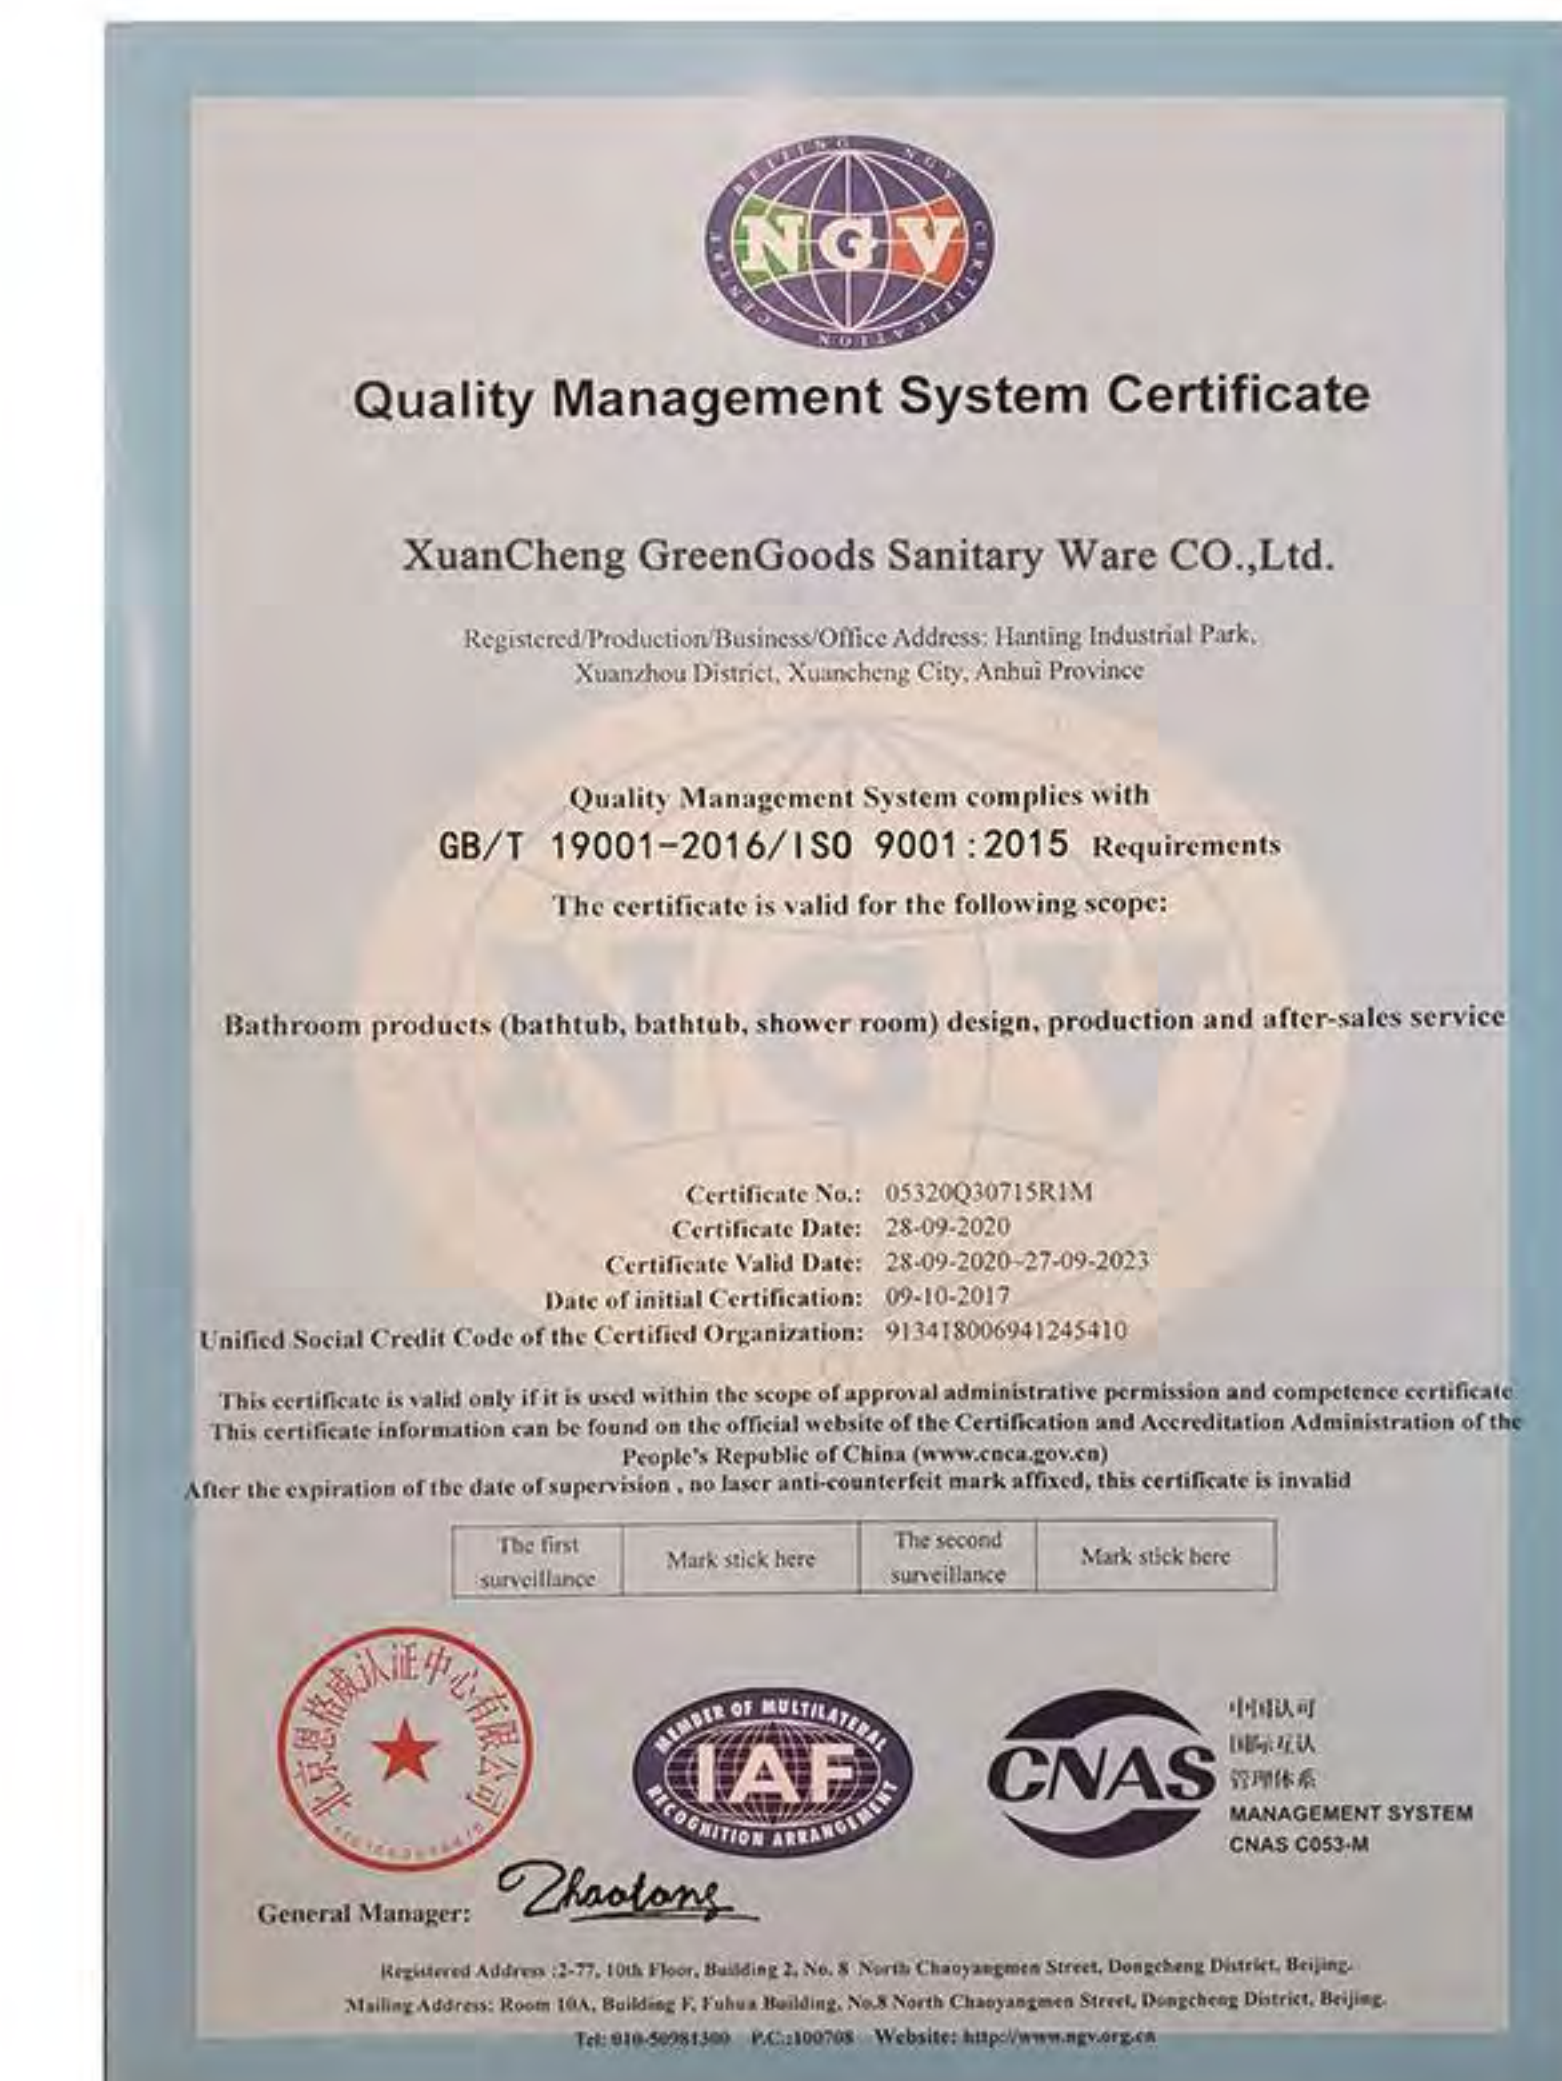 BEIJING NGV CERTIFICATION CENTRE
NGV
Quality Management System Certificate
XuanCheng GreenGoods Sanitary Ware CO.,Ltd.
Registered/Production/Business/Office Address: Hanting Industrial Park,
Xuanzhou District, Xuancheng City, Anhui Province
Quality Management System complies with
GB/T 19001-2016/ISO 9001:2015 Requirements
The certificate is valid for the following scope:
Bathroom products (bathtub, bathtub, shower room) design, production and after-sales service
Certificate No.: 05320Q30715R1M
Certificate Date: 28-09-2020
Certificate Valid Date: 28-09-2020~27-09-2023
Date of initial Certification: 09-10-2017
Unified Social Credit Code of the Certified Organization: 913418006941245410
This certificate is valid only if it is used within the scope of approval administrative permission and competence certificate
This certificate information can be found on the official website of the Certification and Accreditation Administration of the
People's Republic of China (www.cnca.gov.cn)
After the expiration of the date of supervision , no laser anti-counterfeit mark affixed, this certificate is invalid
The first surveillance
Mark stick here
The second surveillance
Mark stick here
北京恩格威认证中心有限公司
MEMBER OF MULTILATERAL
IAF
RECOGNITION ARRANGEMENT
CNAS
中国认可
国际互认
管理体系
MANAGEMENT SYSTEM
CNAS C053-M
General Manager:
Registered Address :2-77, 10th Floor, Building 2, No. 8 North Chaoyangmen Street, Dongcheng District, Beijing.
Mailing Address: Room 10A, Building F, Fuhua Building, No.8 North Chaoyangmen Street, Dongcheng District, Beijing.
Tel: 010-50981300 P.C.:100708 Website: http://www.ngv.org.cn